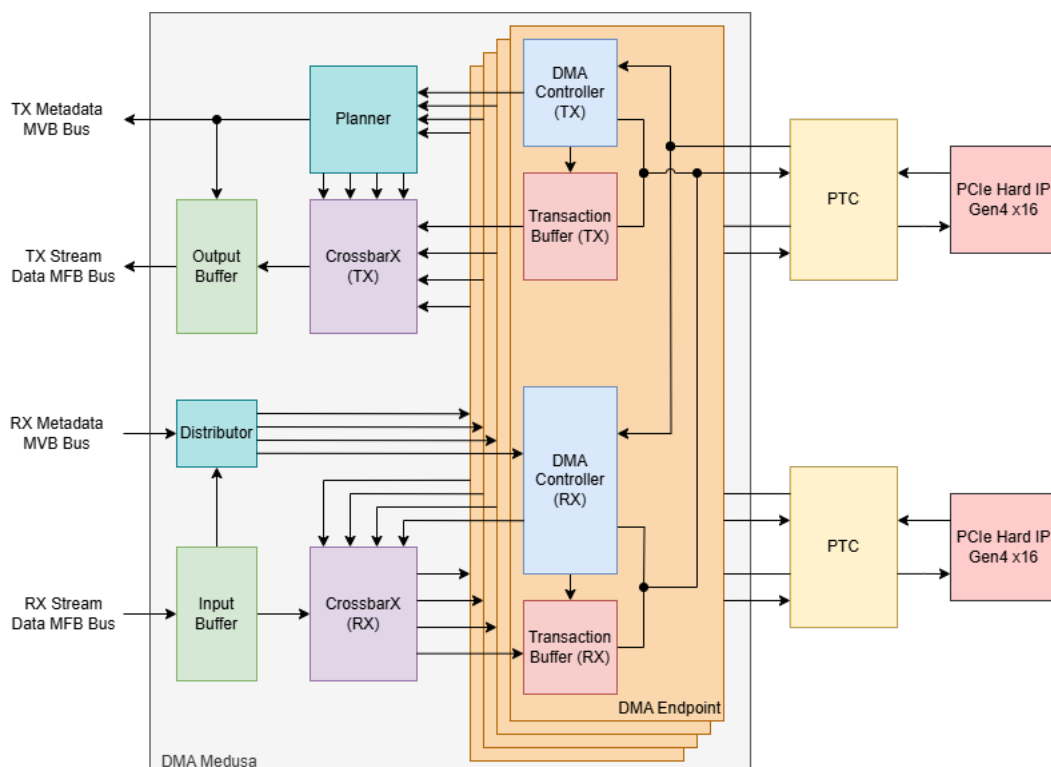 TX Metadata
MVB Bus
Planner
DMA
Controller
(TX)
PTC
PCIe Hard IP
Gen4 x16
TX Stream
Data MFB Bus
Output
Buffer
CrossbarX
(TX)
Transaction
Buffer (TX)
RX Metadata
MVB Bus
Distributor
DMA
Controller
(RX)
PTC
PCIe Hard IP
Gen4 x16
RX Stream
Data MFB Bus
Input
Buffer
CrossbarX
(RX)
Transaction
Buffer (RX)
DMA Endpoint
DMA Medusa